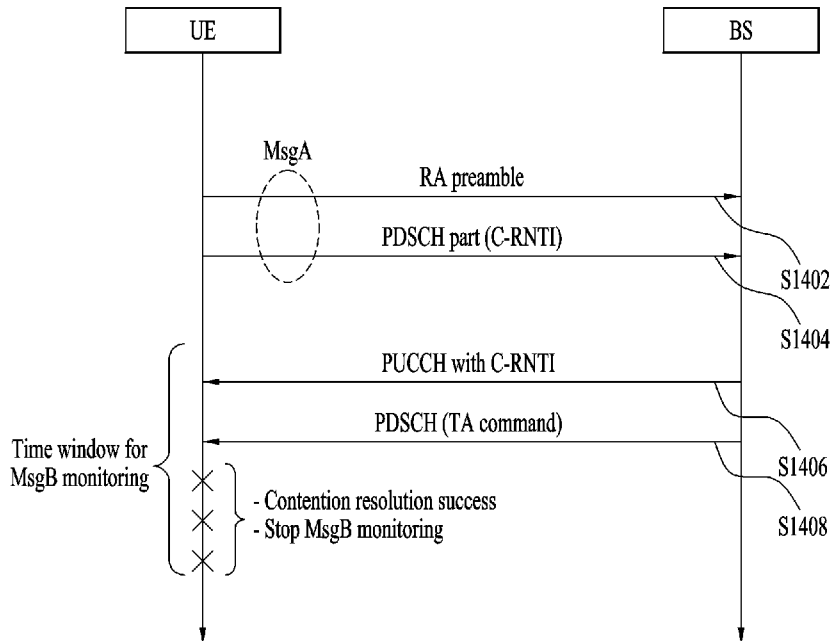 UE
BS
MsgA
RA preamble
S1402
PDSCH part (C-RNTI)
S1404
PUCCH with C-RNTI
S1406
PDSCH (TA command)
S1408
Time window for
MsgB monitoring
- Contention resolution success
- Stop MsgB monitoring